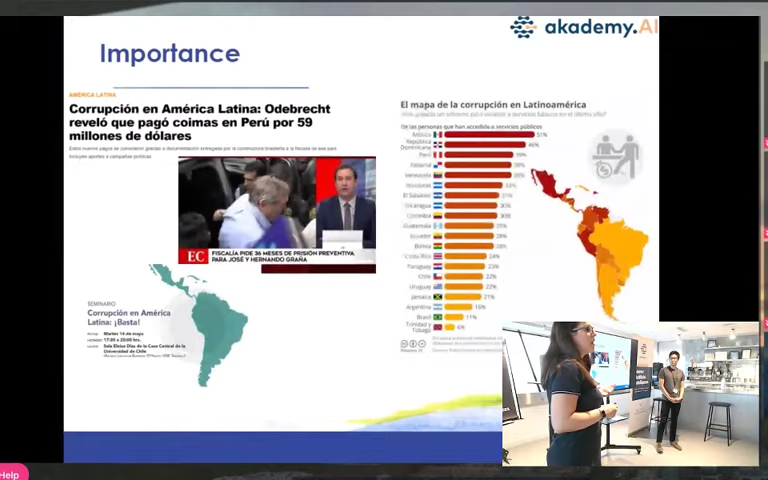 akademy.AI
Importance
AMÉRICA LATINA
Corrupción en América Latina: Odebrecht
reveló que pagó coimas en Perú por 59
millones de dólares
EC
FISCALÍA PIDE 36 MESES DE PRISIÓN PREVENTIVA
PARA JOSÉ Y HERNANDO GRAÑA
SEMINARIO
Corrupción en América
Latina: ¡Basta!
Martes 14 de mayo
17:00 a 20:00 hrs.
Sala Eloísa Díaz de la Casa Central de la
Universidad de Chile
El mapa de la corrupción en Latinoamérica
De las personas que han accedido a servicios públicos
México 51%
República
Dominicana 46%
Perú 39%
Panamá 38%
Venezuela
Honduras 33%
El Salvador 31%
Nicaragua 30%
Colombia 30%
Guatemala
Ecuador 28%
Bolivia 28%
Costa Rica 24%
Paraguay 23%
Chile 22%
Uruguay 22%
Jamaica 21%
Argentina 16%
Brasil 11%
Trinidad y
Tobago 6%
Help